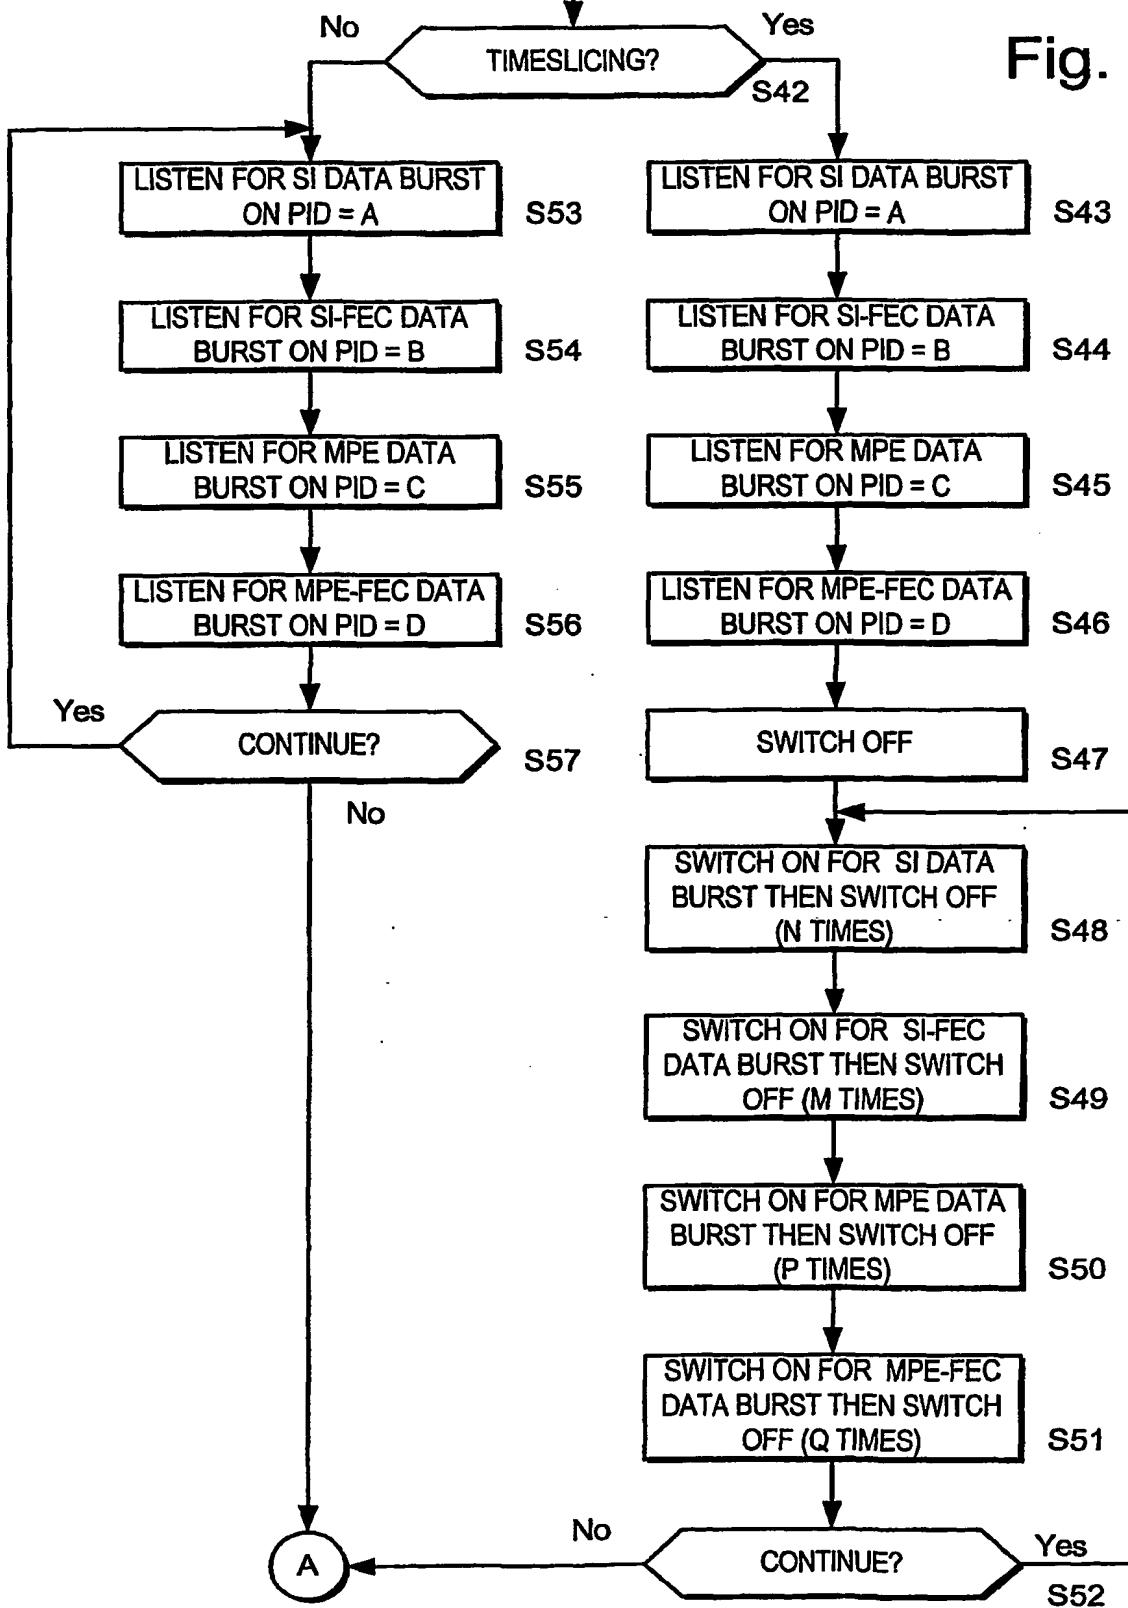 No
Yes
Fig.
TIMESLICING?
S42
LISTEN FOR SI DATA BURST
ON PID = A
S53
LISTEN FOR SI DATA BURST
ON PID = A
S43
LISTEN FOR SI-FEC DATA
BURST ON PID = B
S54
LISTEN FOR SI-FEC DATA
BURST ON PID = B
S44
LISTEN FOR MPE DATA
BURST ON PID = C
S55
LISTEN FOR MPE DATA
BURST ON PID = C
S45
LISTEN FOR MPE-FEC DATA
BURST ON PID = D
S56
LISTEN FOR MPE-FEC DATA
BURST ON PID = D
S46
Yes
CONTINUE?
S57
No
SWITCH OFF
S47
SWITCH ON FOR SI DATA
BURST THEN SWITCH OFF
(N TIMES)
S48
SWITCH ON FOR SI-FEC
DATA BURST THEN SWITCH
OFF (M TIMES)
S49
SWITCH ON FOR MPE DATA
BURST THEN SWITCH OFF
(P TIMES)
S50
SWITCH ON FOR MPE-FEC
DATA BURST THEN SWITCH
OFF (Q TIMES)
S51
A
No
CONTINUE?
Yes
S52